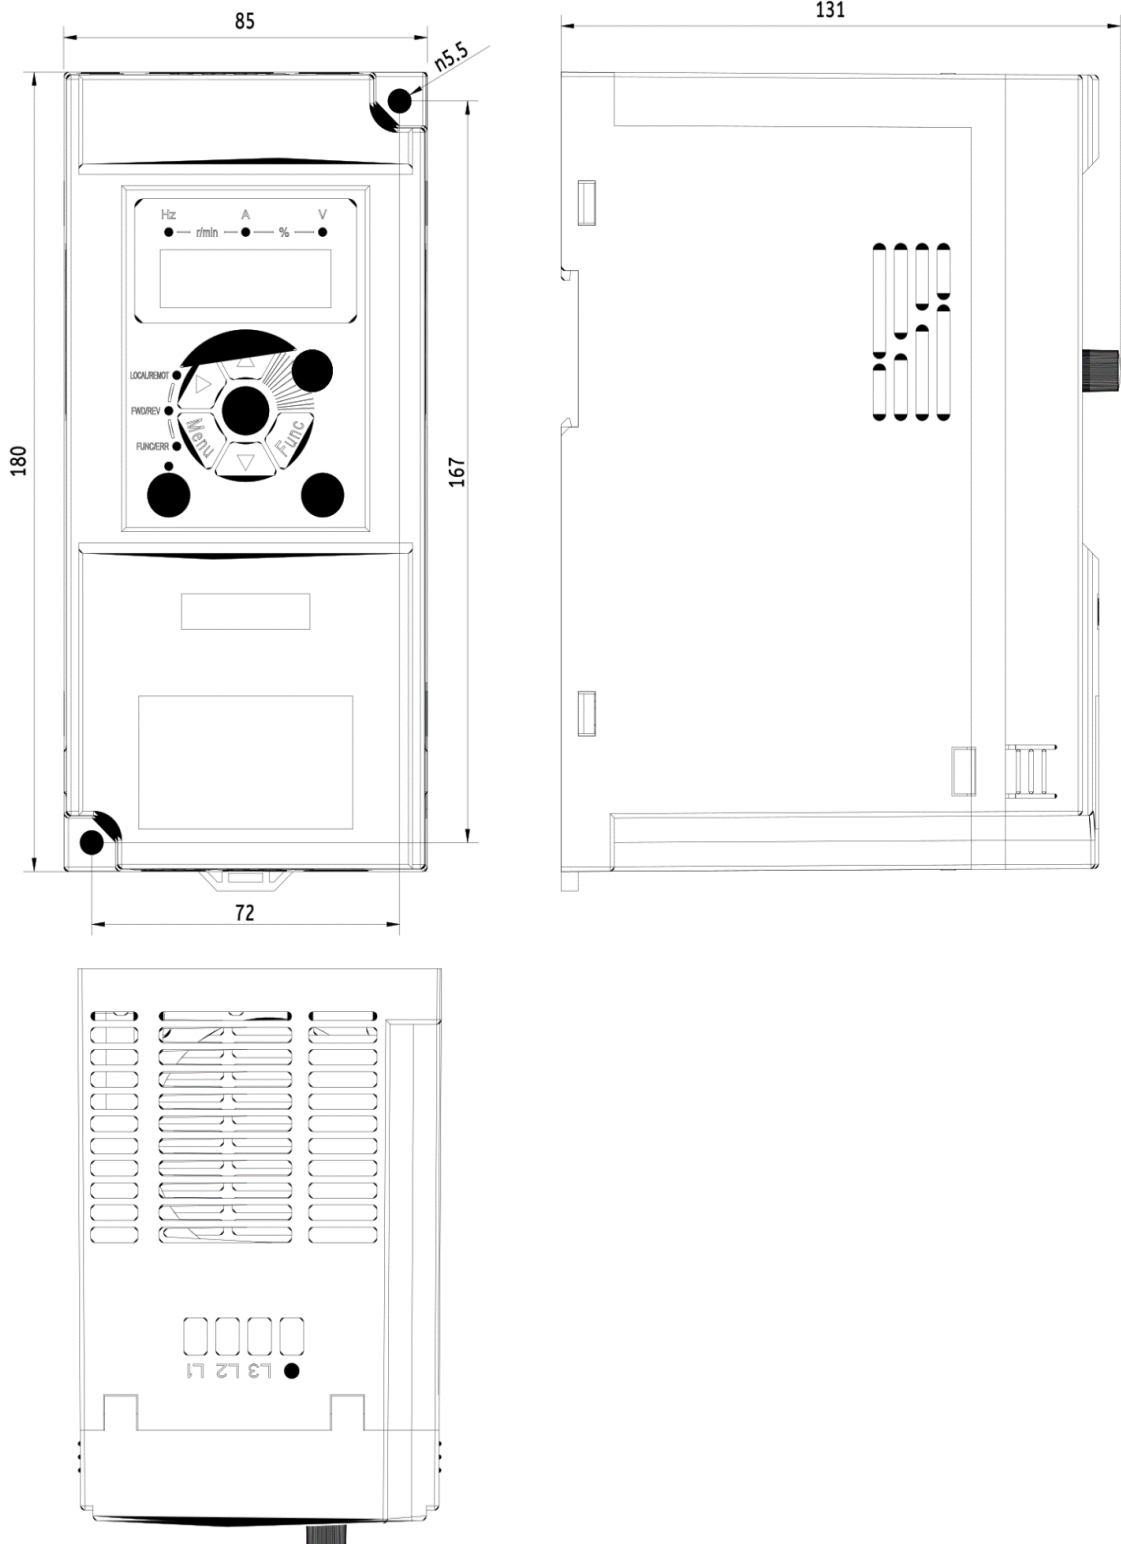 85
131
n5.5
Hz A V
r/min %
LOCAL/REMOT
FWD/REV
FUNC/ERR
Menu
Func
180
167
72
L1 L2 L3